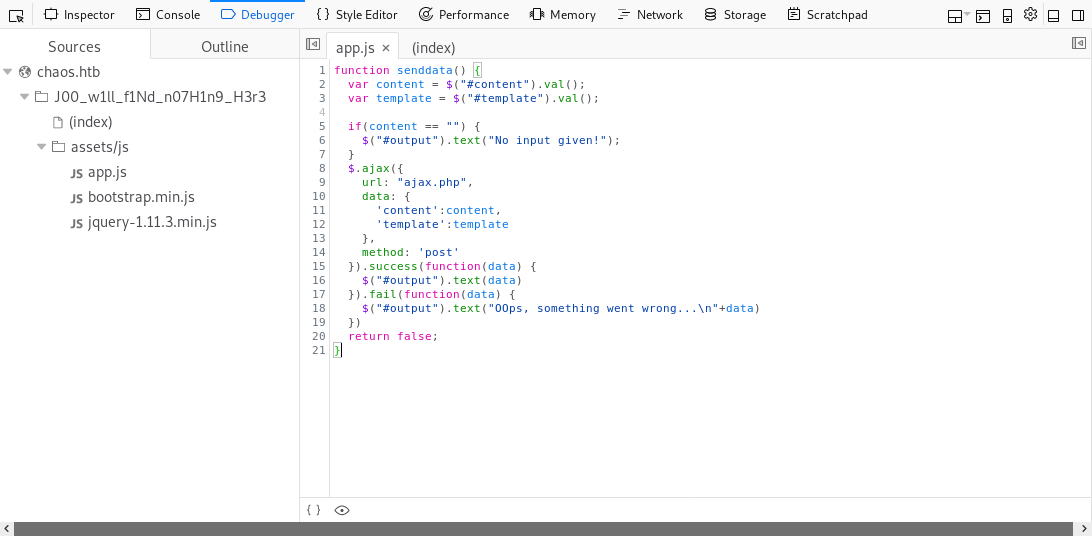 Inspector Console Debugger Style Editor Performance Memory Network Storage Scratchpad
Sources Outline
app.js × (index)
chaos.htb
J00_w1ll_f1Nd_n07H1n9_H3r3
(index)
assets/js
JS app.js
JS bootstrap.min.js
JS jquery-1.11.3.min.js
1 function senddata() {
2 var content = $("#content").val();
3 var template = $("#template").val();
4
5 if(content == "") {
6 $("#output").text("No input given!");
7 }
8 $.ajax({
9 url: "ajax.php",
10 data: {
11 'content':content,
12 'template':template
13 },
14 method: 'post'
15 }).success(function(data) {
16 $("#output").text(data)
17 }).fail(function(data) {
18 $("#output").text("OOps, something went wrong...\n"+data)
19 })
20 return false;
21 }
{ }